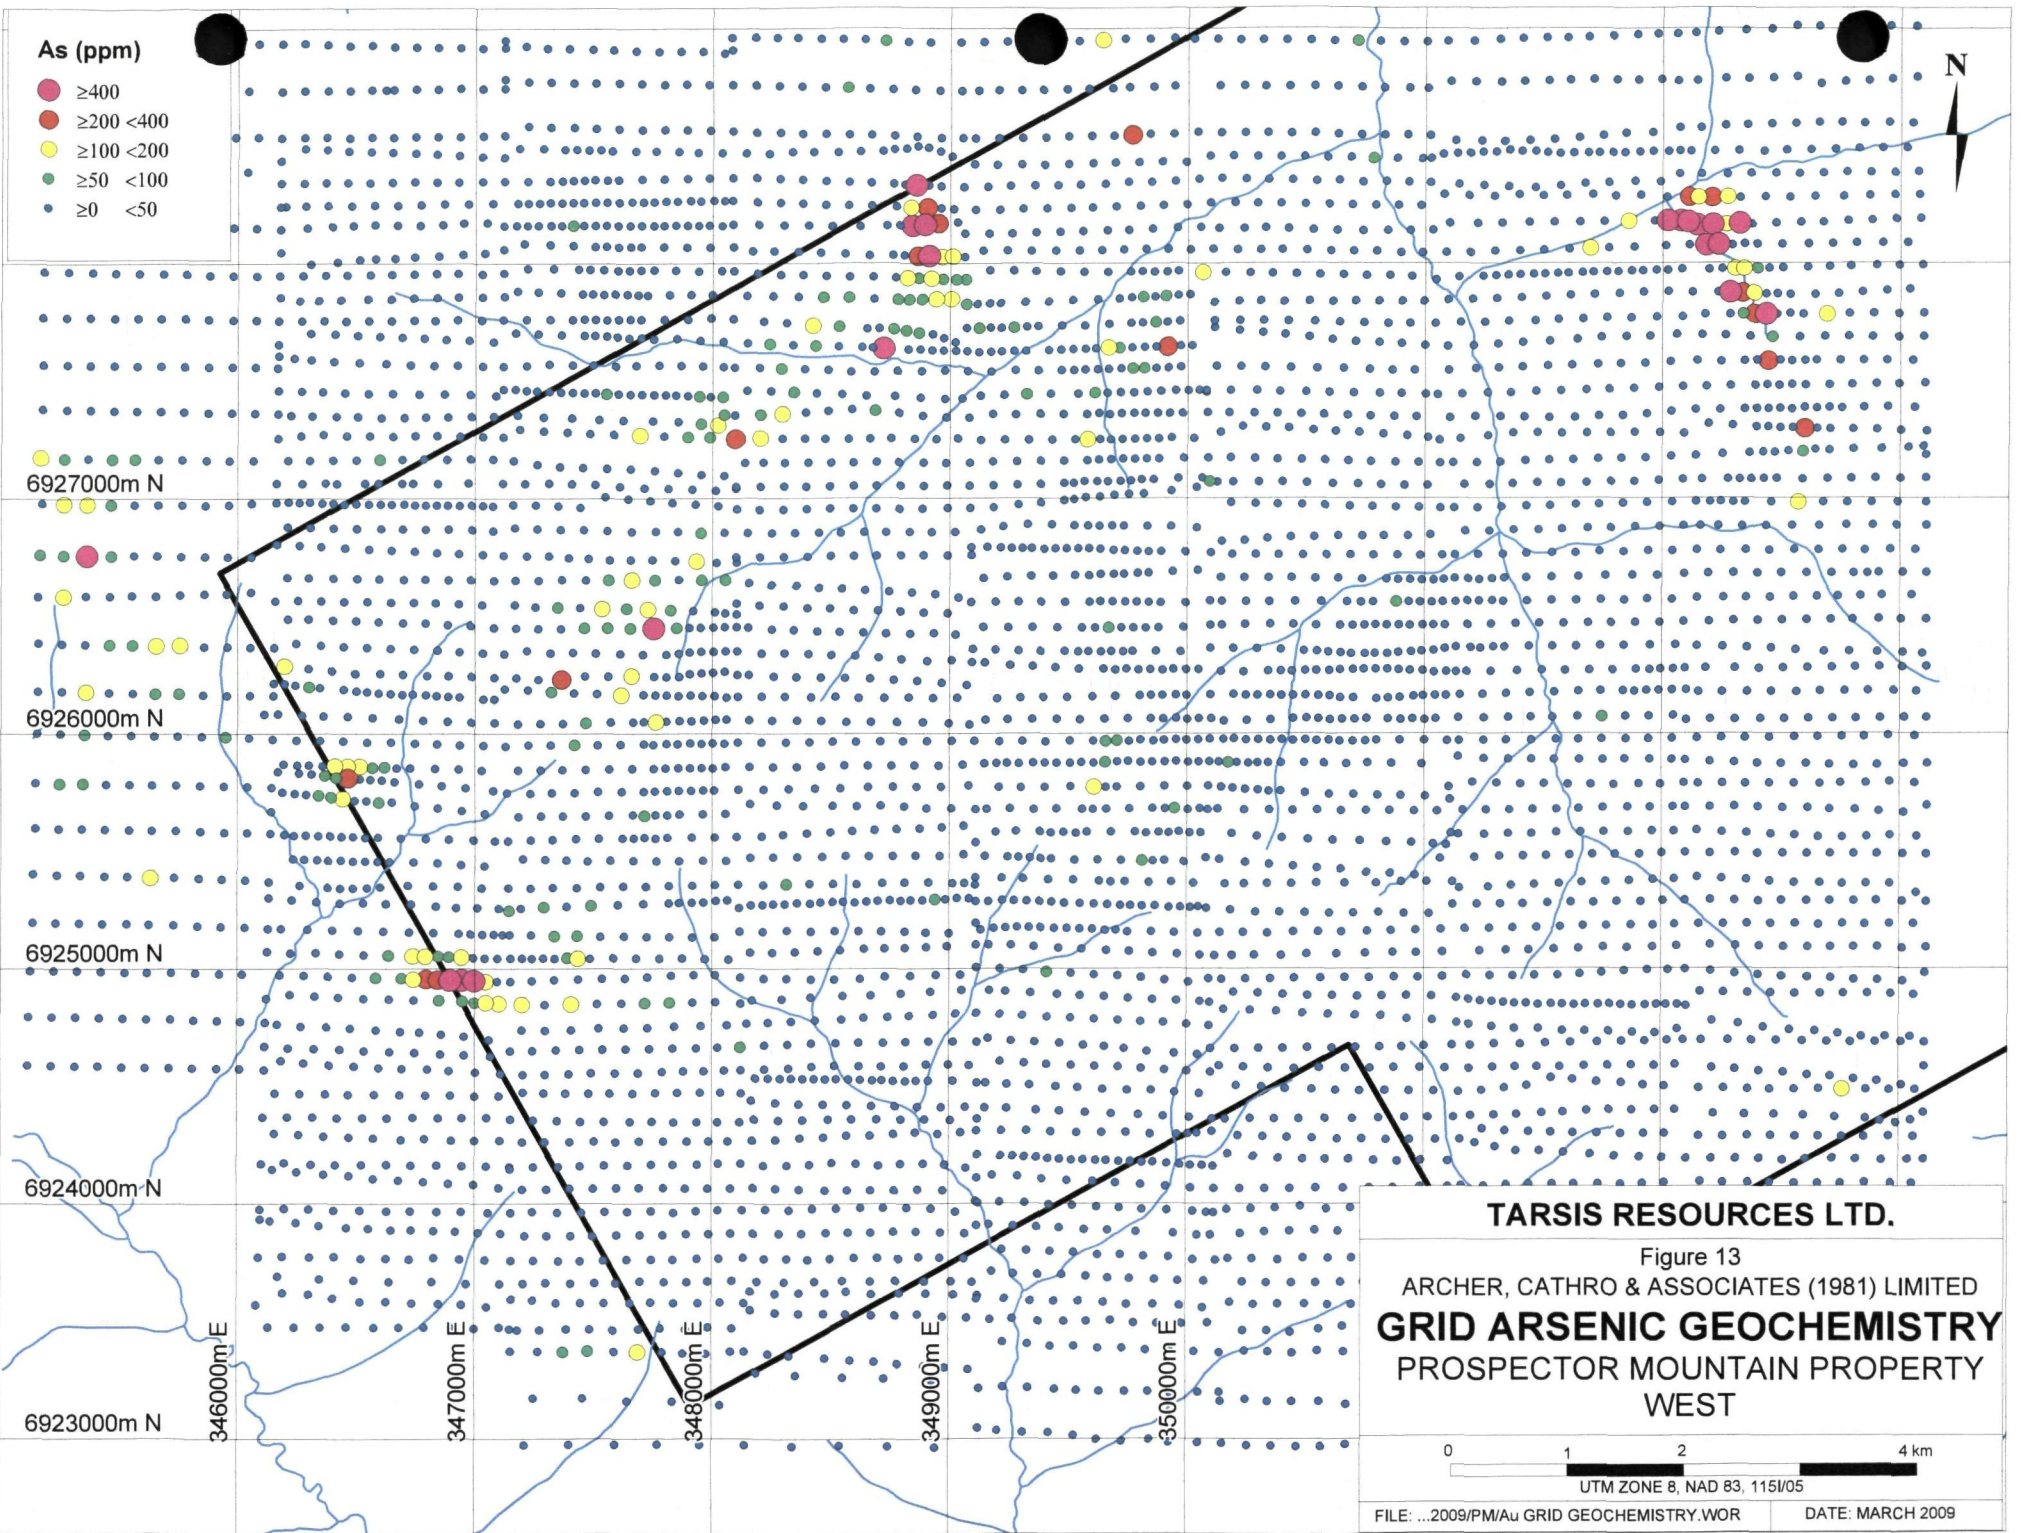 As (ppm)
≥400
≥200 <400
≥100 <200
≥50 <100
≥0 <50
N
6927000m N
6926000m N
6925000m N
6924000m N
6923000m N
346000m E
347000m E
348000m E
349000m E
350000m E
TARSIS RESOURCES LTD.
Figure 13
ARCHER, CATHRO & ASSOCIATES (1981) LIMITED
GRID ARSENIC GEOCHEMISTRY
PROSPECTOR MOUNTAIN PROPERTY
WEST
0 1 2 4 km
UTM ZONE 8, NAD 83, 115I/05
FILE: ...2009/PM/Au GRID GEOCHEMISTRY.WOR DATE: MARCH 2009